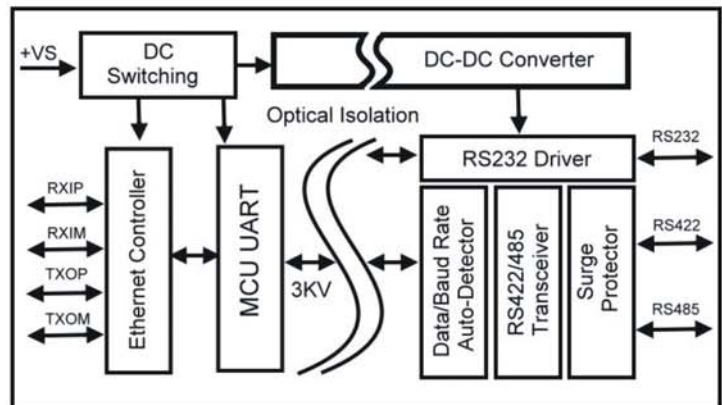 +VS
DC
Switching
DC-DC Converter
Optical Isolation
RS232 Driver
RS232
RXIP
RXIM
TXOP
TXOM
Ethernet Controller
MCU UART
3KV
Data/Baud Rate
Auto-Detector
RS422/485
Transceiver
Surge
Protector
RS422
RS485